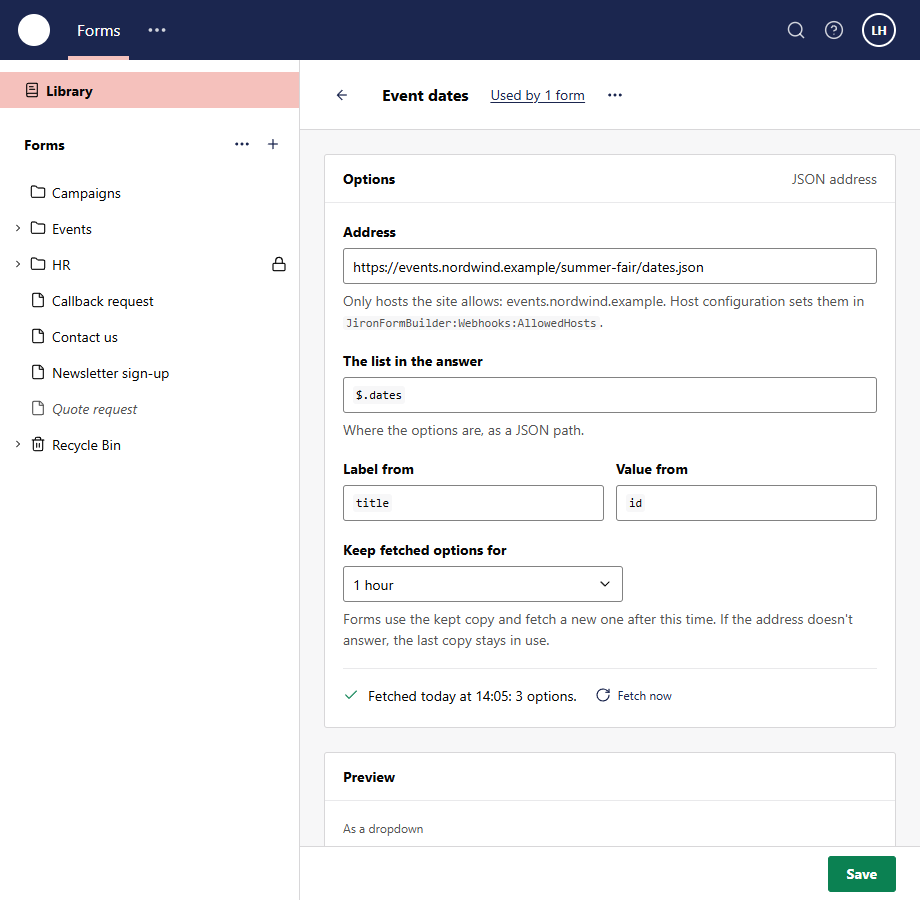 Forms
LH
Library
Forms
Campaigns
Events
HR
Callback request
Contact us
Newsletter sign-up
Quote request
Recycle Bin
Event dates
Used by 1 form
Options
JSON address
Address
https://events.nordwind.example/summer-fair/dates.json
Only hosts the site allows: events.nordwind.example. Host configuration sets them in
JironFormBuilder:Webhooks:AllowedHosts.
The list in the answer
$.dates
Where the options are, as a JSON path.
Label from
Value from
title
id
Keep fetched options for
1 hour
Forms use the kept copy and fetch a new one after this time. If the address doesn't
answer, the last copy stays in use.
Fetched today at 14:05: 3 options.
Fetch now
Preview
As a dropdown
Save